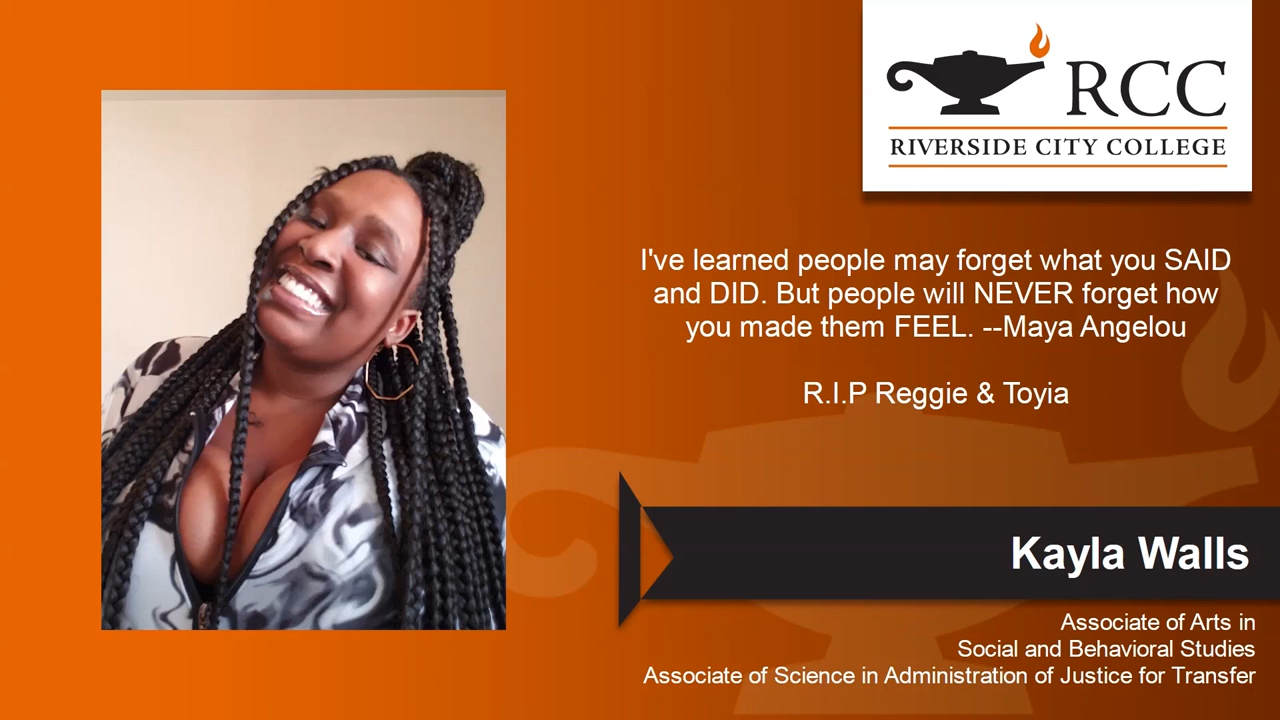 RCC
RIVERSIDE CITY COLLEGE
I've learned people may forget what you SAID
and DID. But people will NEVER forget how
you made them FEEL. --Maya Angelou
R.I.P Reggie & Toyia
Kayla Walls
Associate of Arts in
Social and Behavioral Studies
Associate of Science in Administration of Justice for Transfer